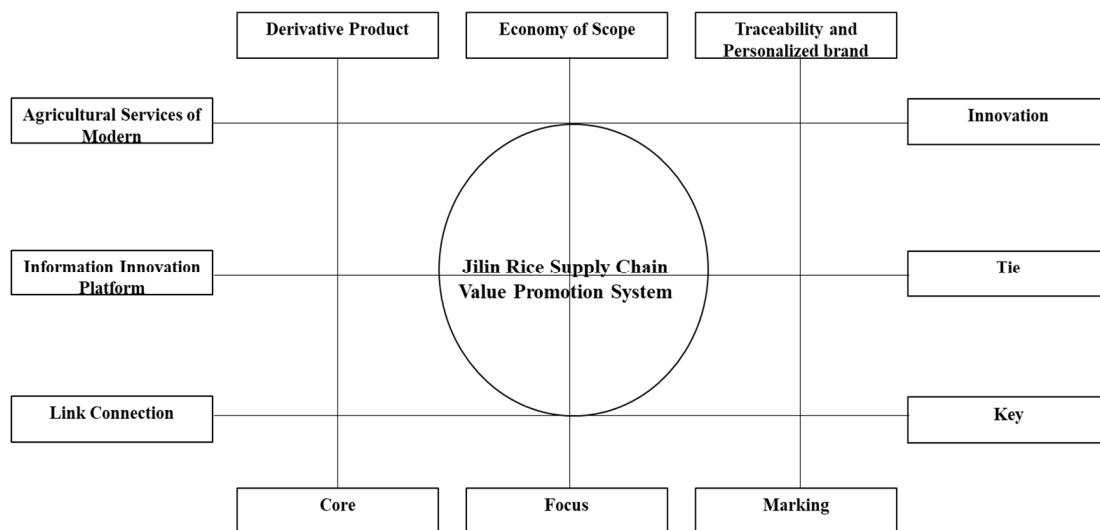 Derivative Product
Economy of Scope
Traceability and
Personalized brand
Agricultural Services of
Modern
Innovation
Information Innovation
Platform
Jilin Rice Supply Chain
Value Promotion System
Tie
Link Connection
Key
Core
Focus
Marking